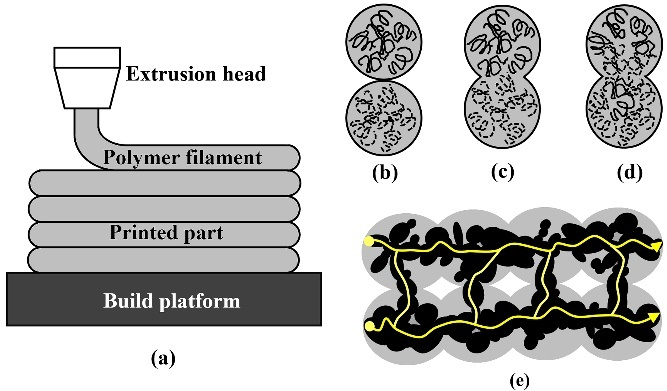 Extrusion head
Polymer filament
Printed part
Build platform
(a)
(b) (c) (d)
(e)